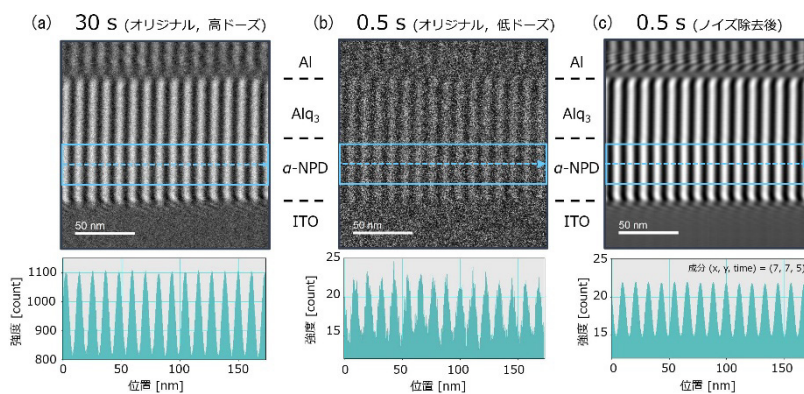 (a) 30 s (オリジナル, 高ドーズ)
(b) 0.5 s (オリジナル, 低ドーズ)
(c) 0.5 s (ノイズ除去後)
Al
Alq₃
α-NPD
ITO
Al
Alq₃
α-NPD
ITO
50 nm
50 nm
50 nm
強度 [count]
1100
1000
900
800
0
50
100
150
位置 [nm]
強度 [count]
25
20
15
0
50
100
150
位置 [nm]
強度 [count]
25
20
15
成分 (x, y, time) = (7, 7, 5)
0
50
100
150
位置 [nm]